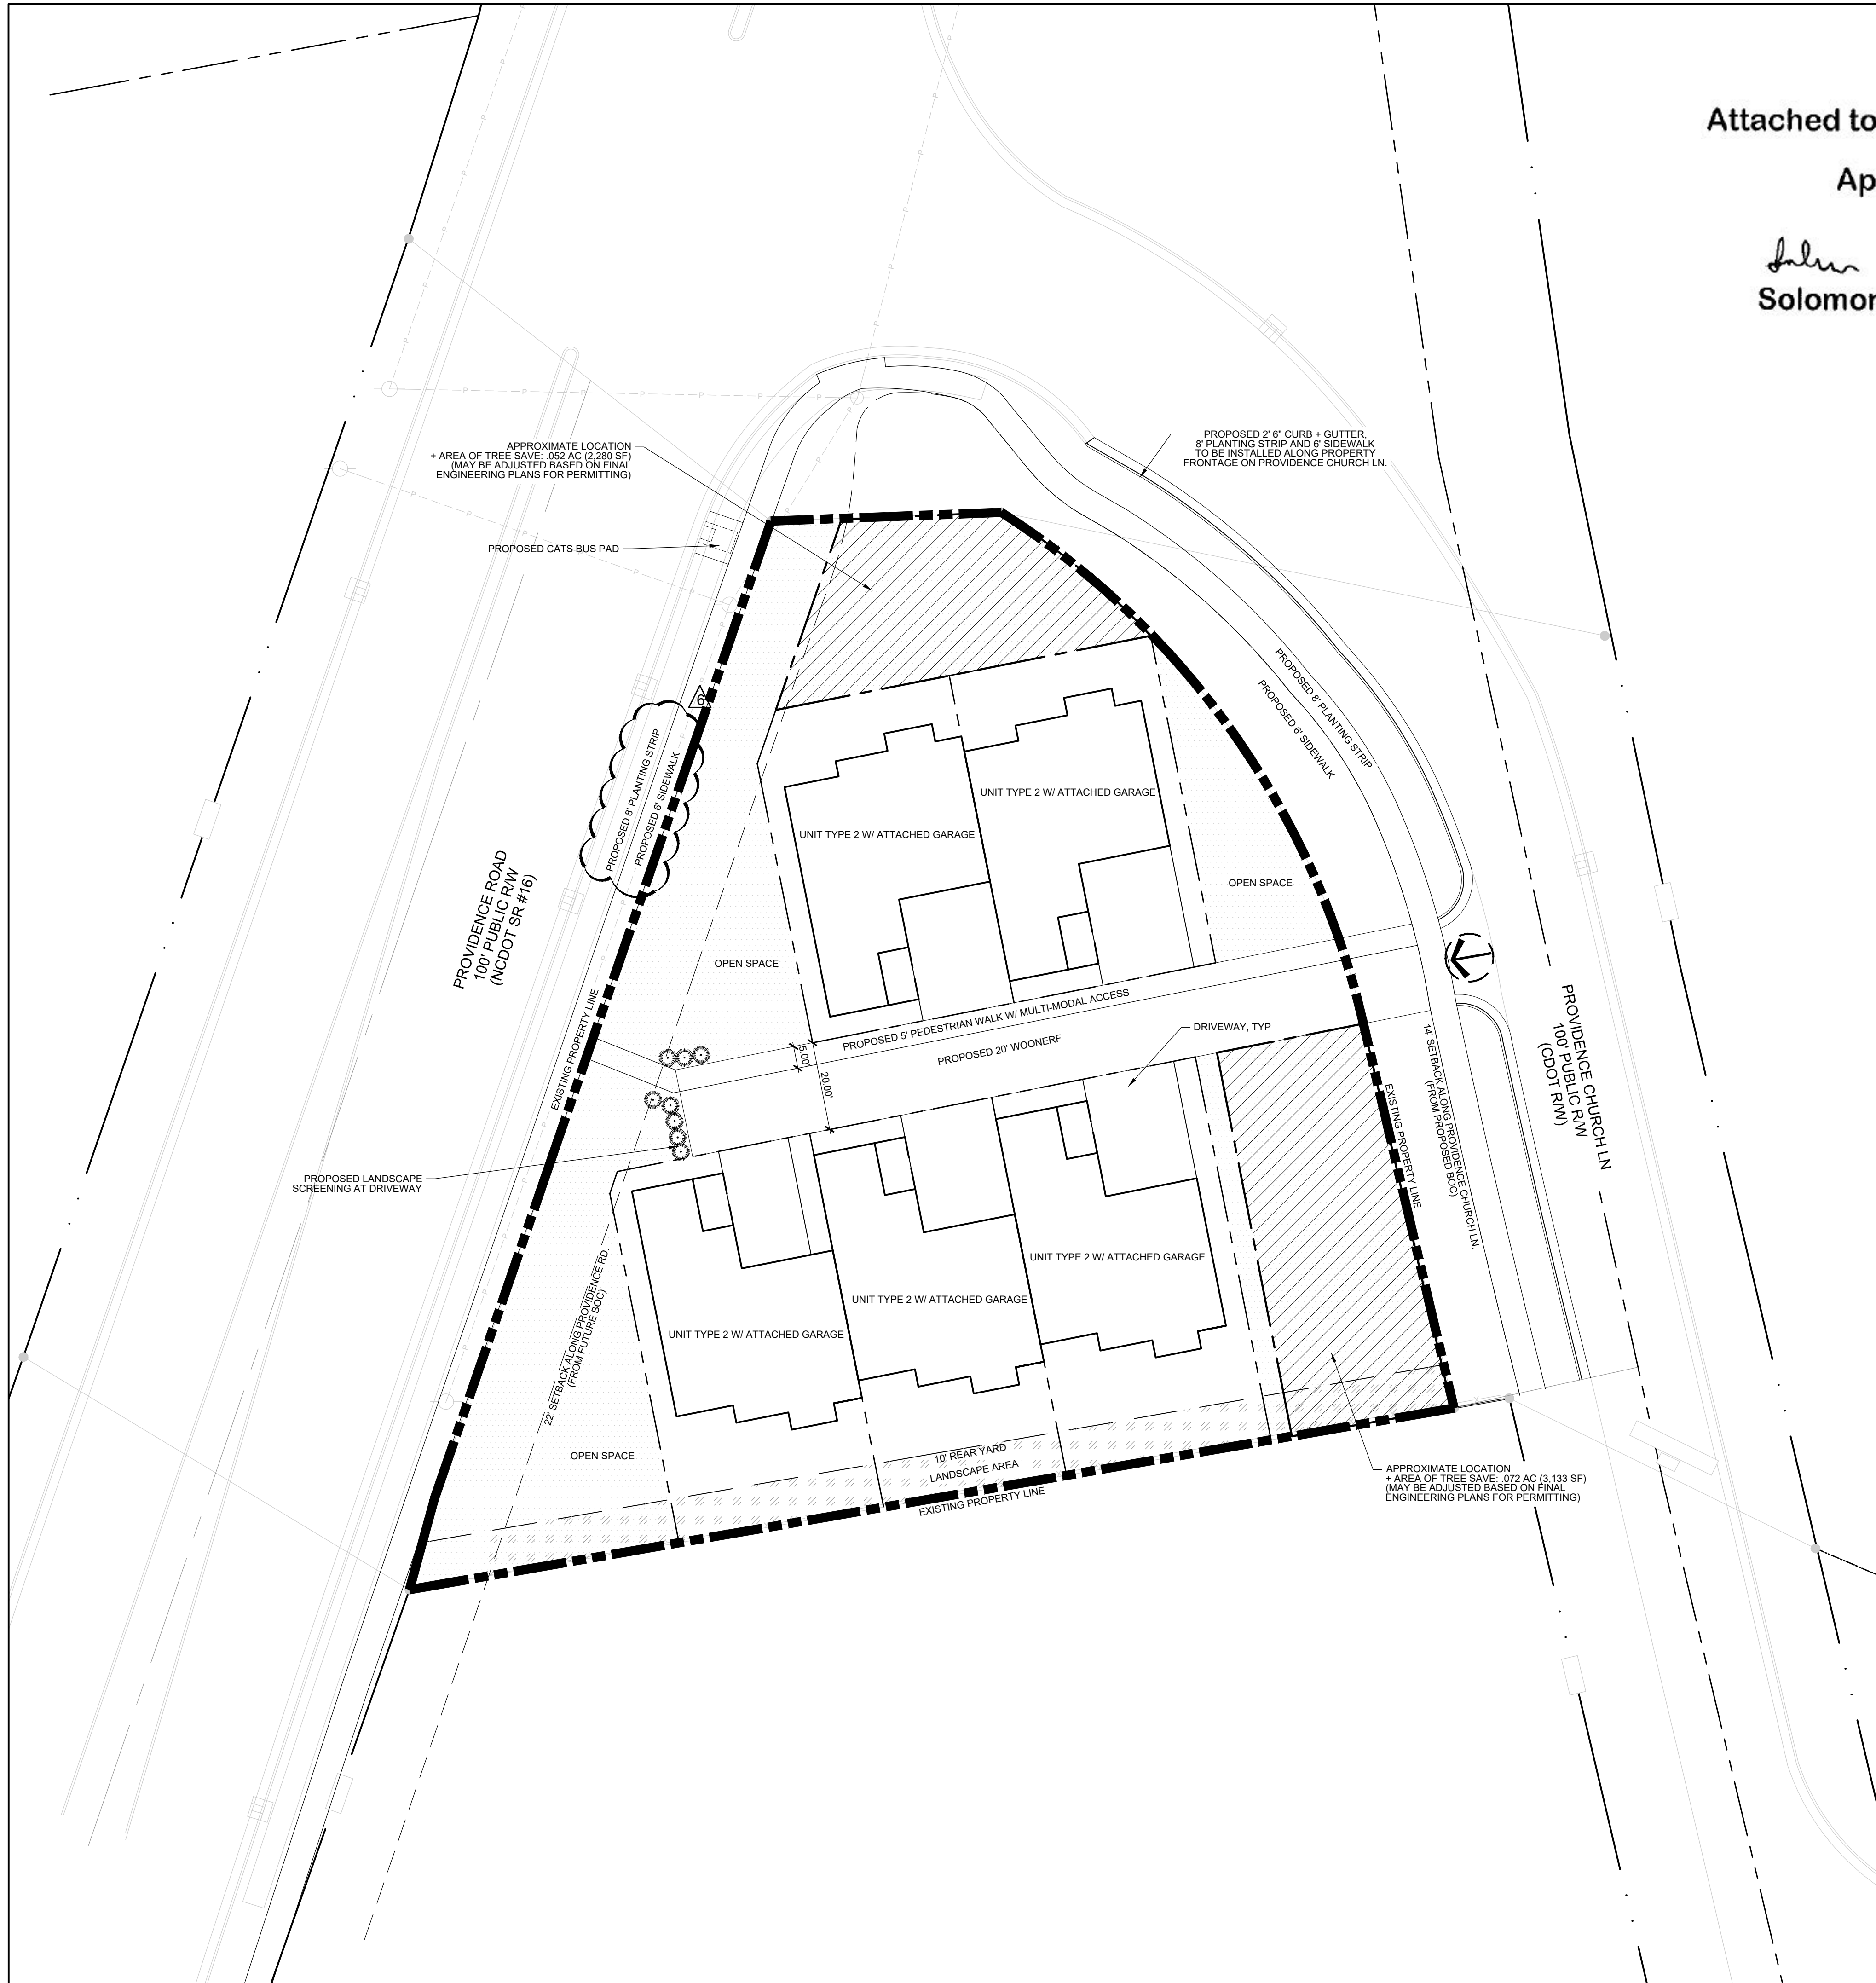 Attached to
Ap
Solomon
APPROXIMATE LOCATION
+ AREA OF TREE SAVE: .052 AC (2,280 SF)
(MAY BE ADJUSTED BASED ON FINAL
ENGINEERING PLANS FOR PERMITTING)
PROPOSED 2' 6" CURB + GUTTER,
8' PLANTING STRIP AND 6' SIDEWALK
TO BE INSTALLED ALONG PROPERTY
FRONTAGE ON PROVIDENCE CHURCH LN.
PROPOSED CATS BUS PAD
6
PROPOSED 8' PLANTING STRIP
PROPOSED 6' SIDEWALK
PROPOSED 8' PLANTING STRIP
PROPOSED 6' SIDEWALK
UNIT TYPE 2 W/ ATTACHED GARAGE
UNIT TYPE 2 W/ ATTACHED GARAGE
OPEN SPACE
PROVIDENCE ROAD
100' PUBLIC R/W
(NCDOT SR #16)
OPEN SPACE
EXISTING PROPERTY LINE
PROPOSED 5' PEDESTRIAN WALK W/ MULTI-MODAL ACCESS
PROPOSED 20' WOONERF
DRIVEWAY, TYP
5.00'
20.00'
PROVIDENCE CHURCH LN
100' PUBLIC R/W
(CDOT R/W)
14' SETBACK ALONG PROVIDENCE CHURCH LN.
(FROM PROPOSED BOC)
EXISTING PROPERTY LINE
PROPOSED LANDSCAPE
SCREENING AT DRIVEWAY
22' SETBACK ALONG PROVIDENCE RD.
(FROM FUTURE BOC)
UNIT TYPE 2 W/ ATTACHED GARAGE
UNIT TYPE 2 W/ ATTACHED GARAGE
UNIT TYPE 2 W/ ATTACHED GARAGE
OPEN SPACE
10' REAR YARD
LANDSCAPE AREA
EXISTING PROPERTY LINE
APPROXIMATE LOCATION
+ AREA OF TREE SAVE: .072 AC (3,133 SF)
(MAY BE ADJUSTED BASED ON FINAL
ENGINEERING PLANS FOR PERMITTING)